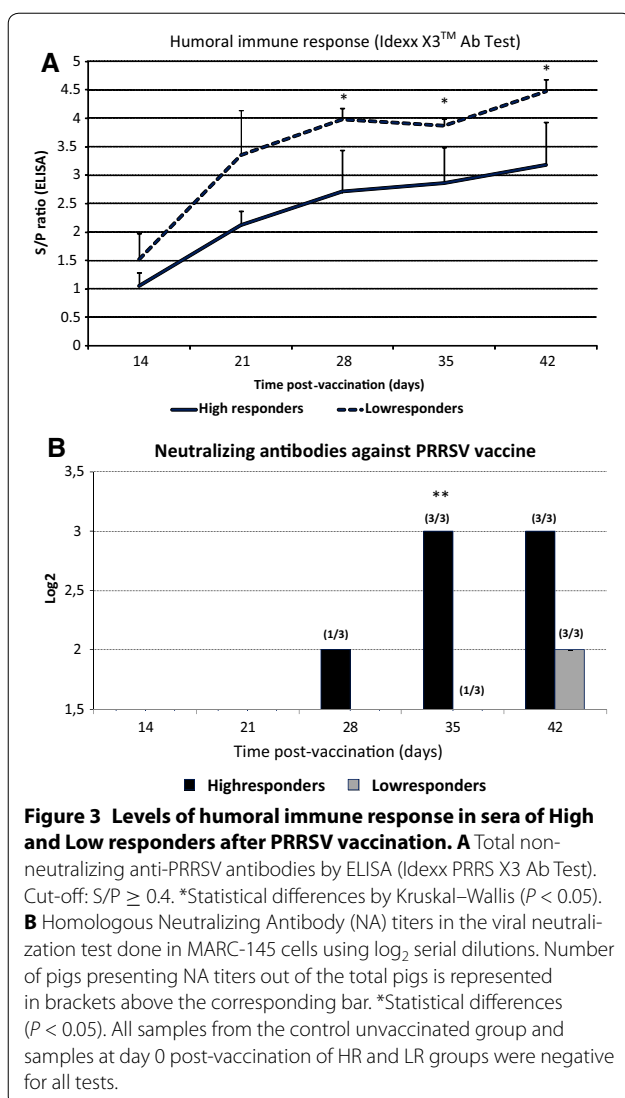 Humoral immune response (Idexx X3™ Ab Test)
A
5
4.5
4
3.5
3
2.5
2
1.5
1
0.5
0
S/P ratio (ELISA)
* * *
14 21 28 35 42
Time post-vaccination (days)
High responders Lowresponders
B
Neutralizing antibodies against PRRSV vaccine
3,5
3
2,5
2
1,5
Log2
**
(3/3) (3/3)
(1/3) (3/3)
(1/3)
14 21 28 35 42
Time post-vaccination (days)
Highresponders Lowresponders
Figure 3 Levels of humoral immune response in sera of High
and Low responders after PRRSV vaccination. A Total non-
neutralizing anti-PRRSV antibodies by ELISA (Idexx PRRS X3 Ab Test).
Cut-off: S/P ≥ 0.4. *Statistical differences by Kruskal–Wallis (P < 0.05).
B Homologous Neutralizing Antibody (NA) titers in the viral neutrali-
zation test done in MARC-145 cells using log₂ serial dilutions. Number
of pigs presenting NA titers out of the total pigs is represented
in brackets above the corresponding bar. *Statistical differences
(P < 0.05). All samples from the control unvaccinated group and
samples at day 0 post-vaccination of HR and LR groups were negative
for all tests.